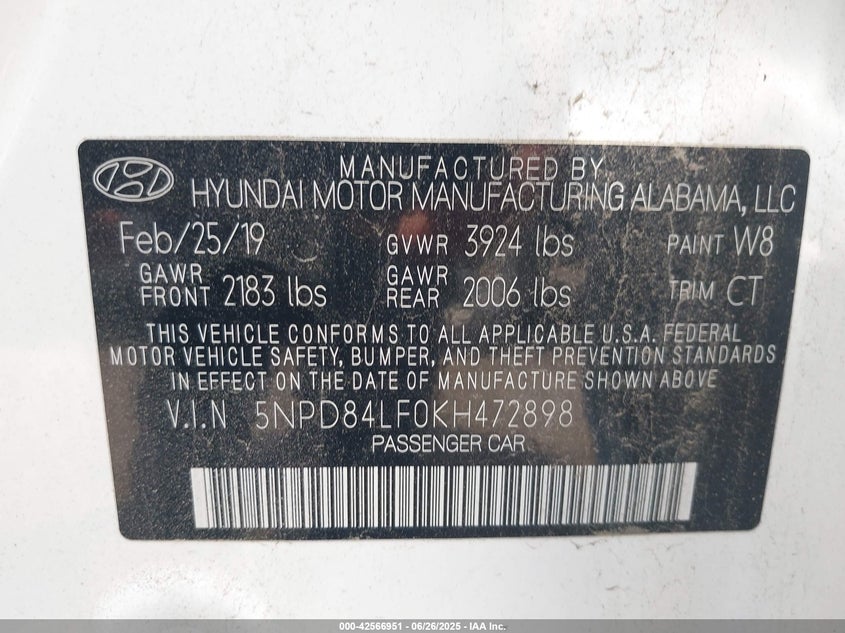 MANUFACTURED BY
HYUNDAI MOTOR MANUFACTURING ALABAMA, LLC
Feb/25/19 GVWR 3924 lbs PAINT W8
GAWR FRONT 2183 lbs GAWR REAR 2006 lbs TRIM CT
THIS VEHICLE CONFORMS TO ALL APPLICABLE U.S.A. FEDERAL
MOTOR VEHICLE SAFETY, BUMPER, AND THEFT PREVENTION STANDARDS
IN EFFECT ON THE DATE OF MANUFACTURE SHOWN ABOVE
V.I.N 5NPD84LF0KH472898
PASSENGER CAR
000-42566951 | 06/26/2025 - IAA Inc.